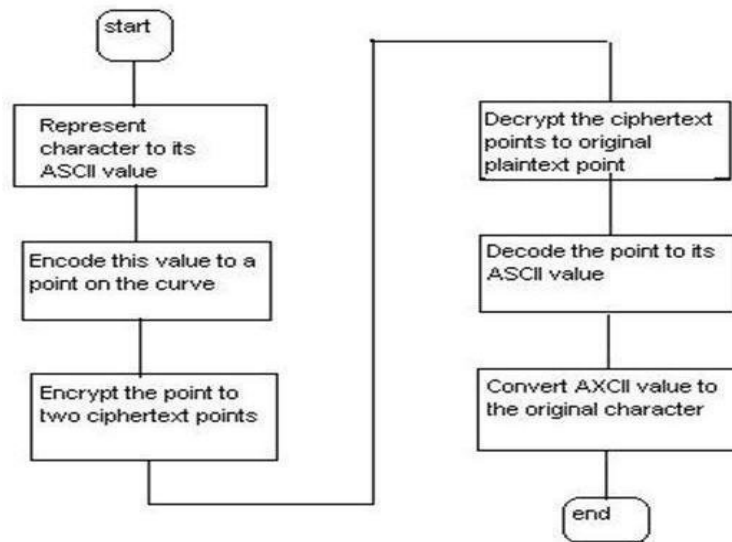 start
Represent
character to its
ASCII value
Encode this value to a
point on the curve
Encrypt the point to
two ciphertext points
Decrypt the ciphertext
points to original
plaintext point
Decode the point to its
ASCII value
Convert AXCII value to
the original character
end